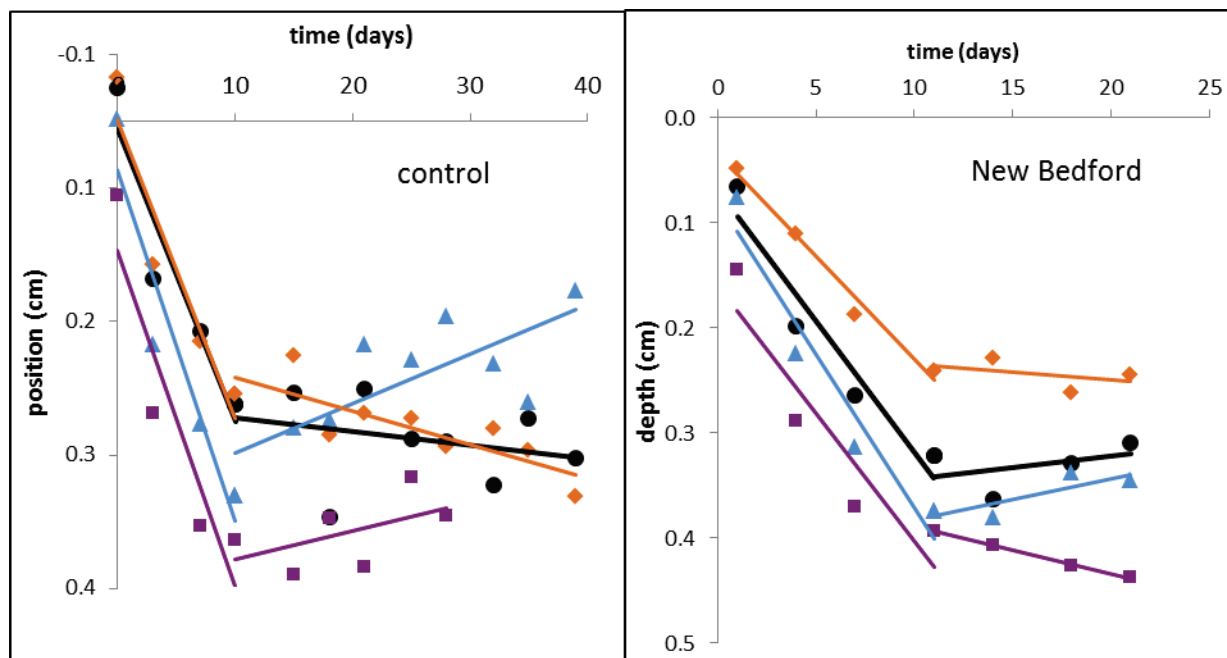 time (days)
-0.1
0 10 20 30 40
0.1
0.2
0.3
0.4
position (cm)
control
time (days)
0 5 10 15 20 25
0.0
0.1
0.2
0.3
0.4
0.5
depth (cm)
New Bedford